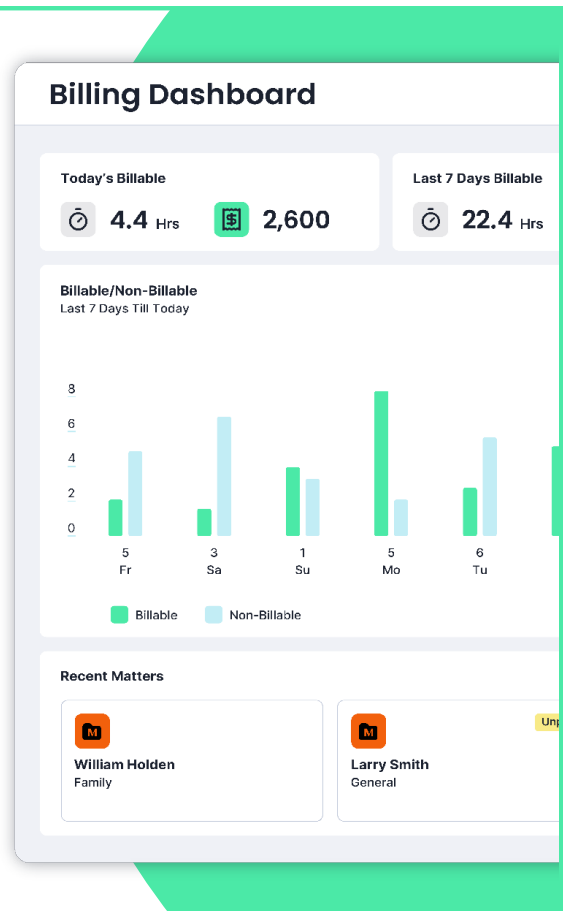 Billing Dashboard
Today's Billable
4.4 Hrs
2,600
Last 7 Days Billable
22.4 Hrs
Billable/Non-Billable
Last 7 Days Till Today
8
6
4
2
0
5 3 1 5 6
Fr Sa Su Mo Tu
Billable
Non-Billable
Recent Matters
M
William Holden
Family
M
Larry Smith
General